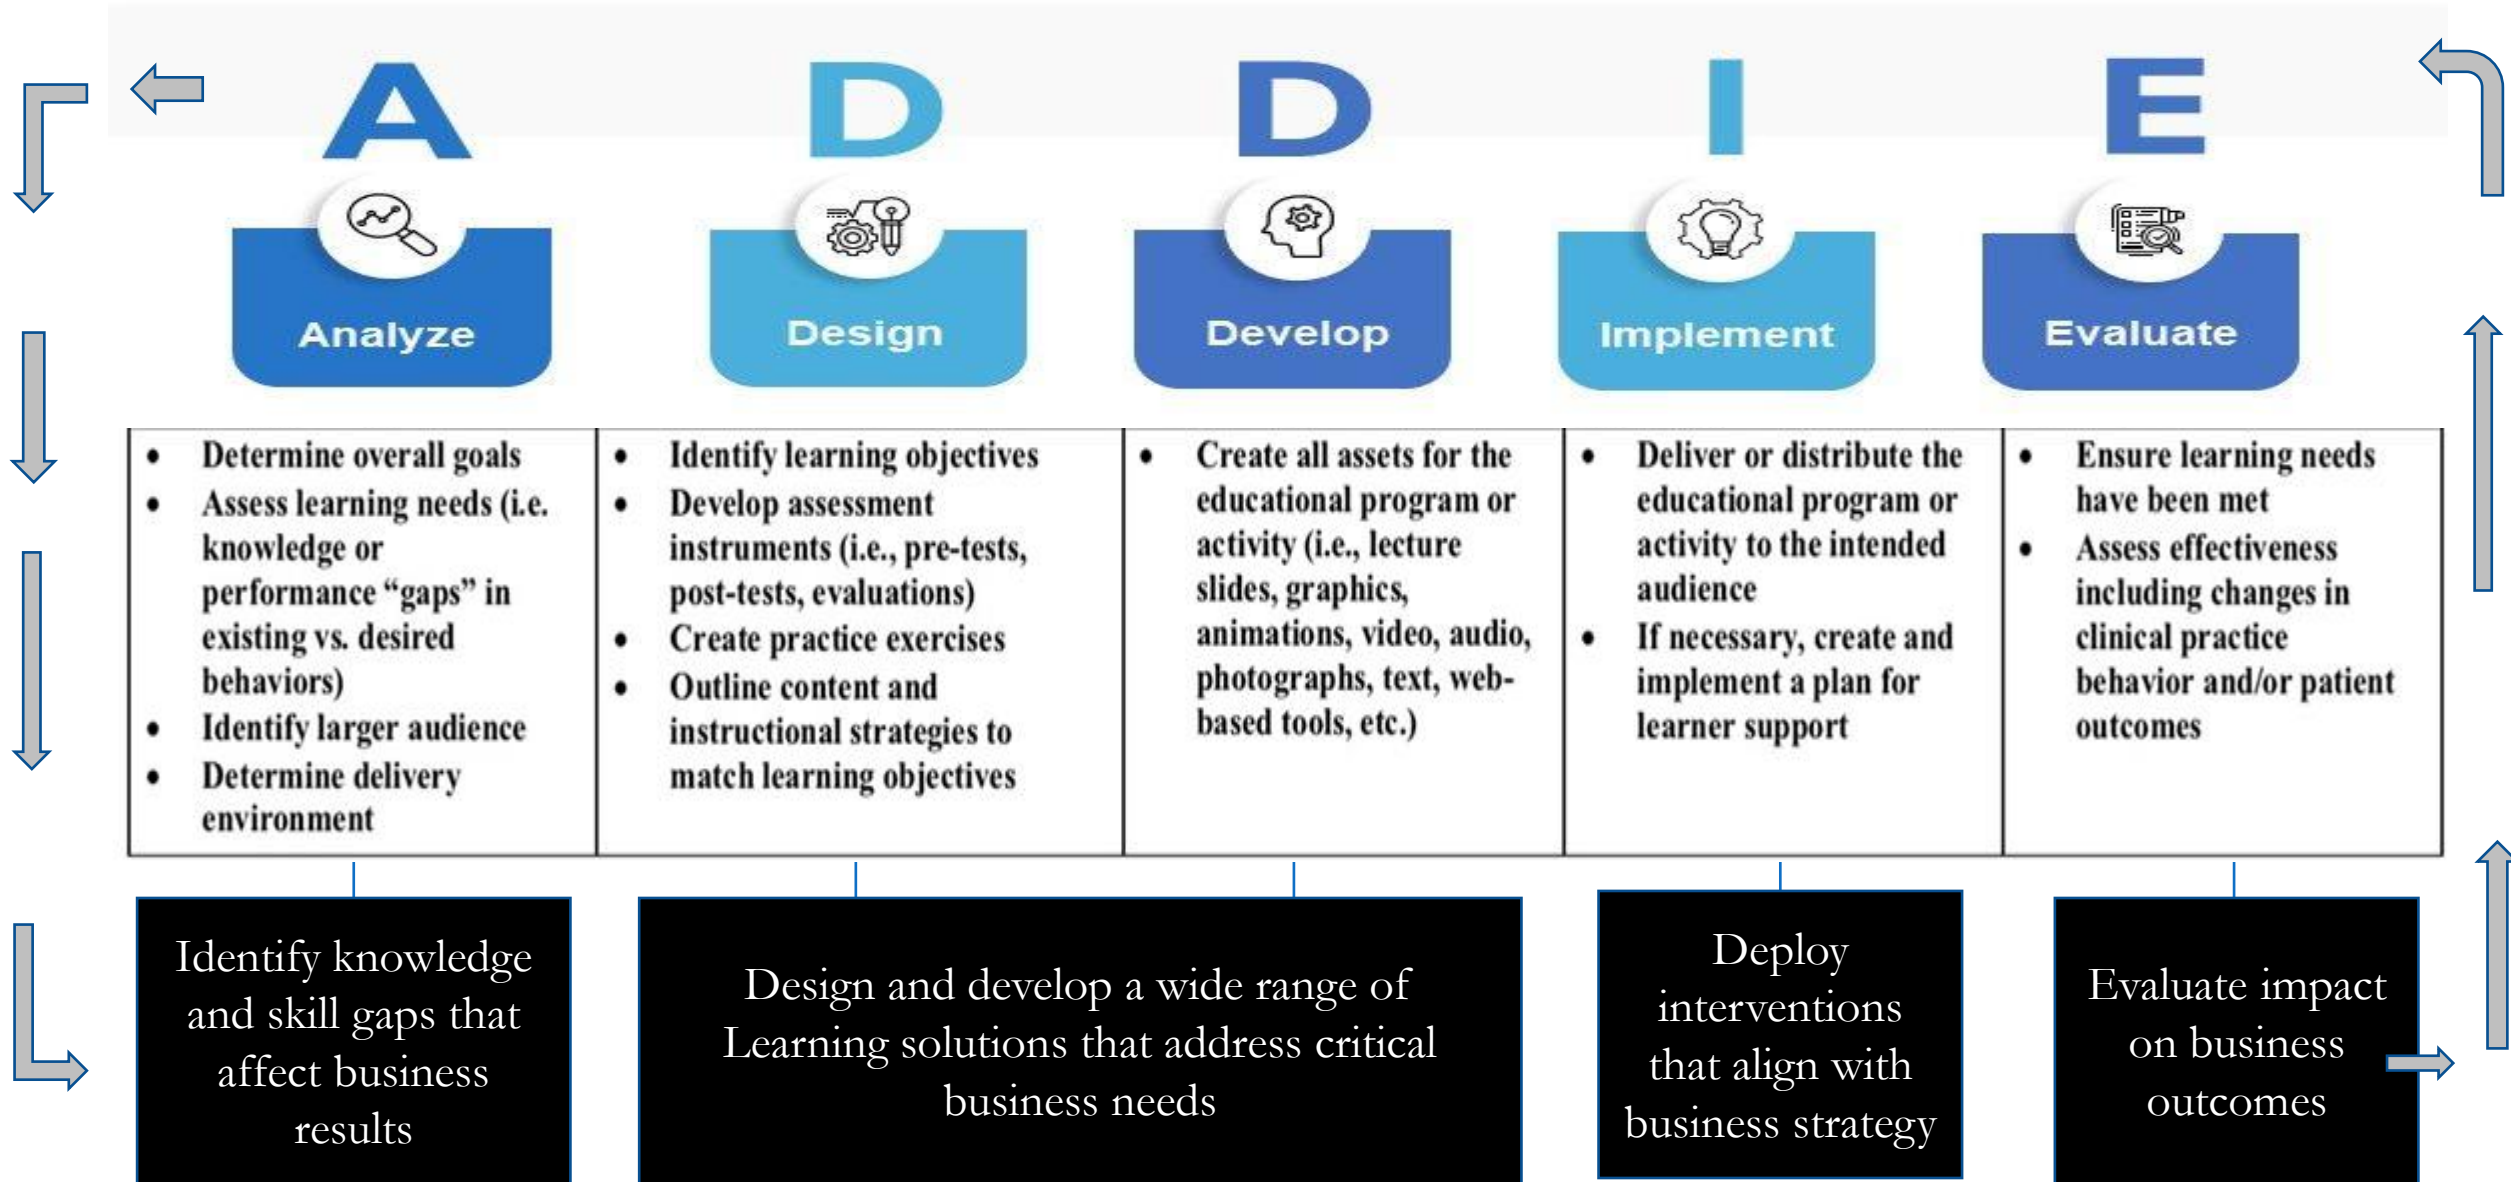 A D D I E
Analyze Design Develop Implement Evaluate
• Determine overall goals
• Assess learning needs (i.e.
knowledge or
performance “gaps” in
existing vs. desired
behaviors)
• Identify larger audience
• Determine delivery
environment
• Identify learning objectives
• Develop assessment
instruments (i.e., pre-tests,
post-tests, evaluations)
• Create practice exercises
• Outline content and
instructional strategies to
match learning objectives
• Create all assets for the
educational program or
activity (i.e., lecture
slides, graphics,
animations, video, audio,
photographs, text, web-
based tools, etc.)
• Deliver or distribute the
educational program or
activity to the intended
audience
• If necessary, create and
implement a plan for
learner support
• Ensure learning needs
have been met
• Assess effectiveness
including changes in
clinical practice
behavior and/or patient
outcomes
Identify knowledge
and skill gaps that
affect business
results
Design and develop a wide range of
Learning solutions that address critical
business needs
Deploy
interventions
that align with
business strategy
Evaluate impact
on business
outcomes